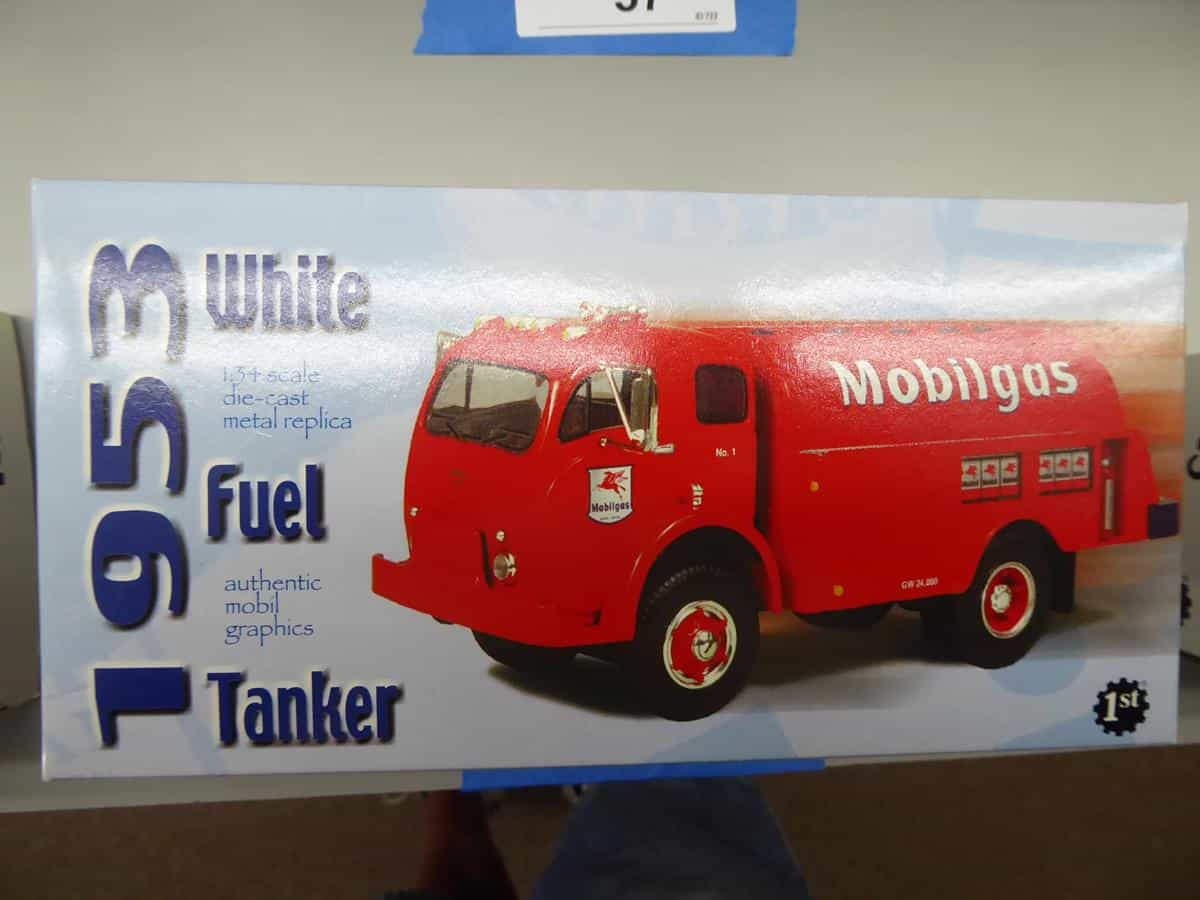 1953
White
1:34 scale
die-cast
metal replica
Fuel
authentic
mobil
graphics
Tanker
Mobilgas
No. 1
Mobilgas
GW 24,000
1st